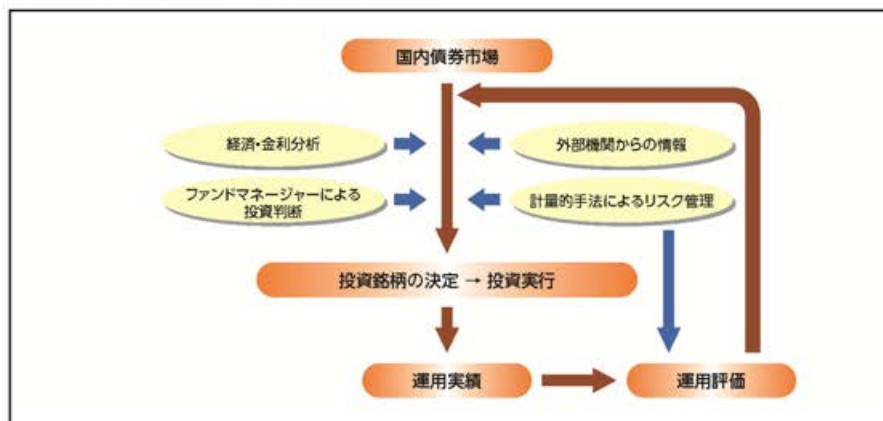 国内債券市場
経済・金利分析
外部機関からの情報
ファンドマネージャーによる
投資判断
計量的手法によるリスク管理
投資銘柄の決定 → 投資実行
運用実績
運用評価